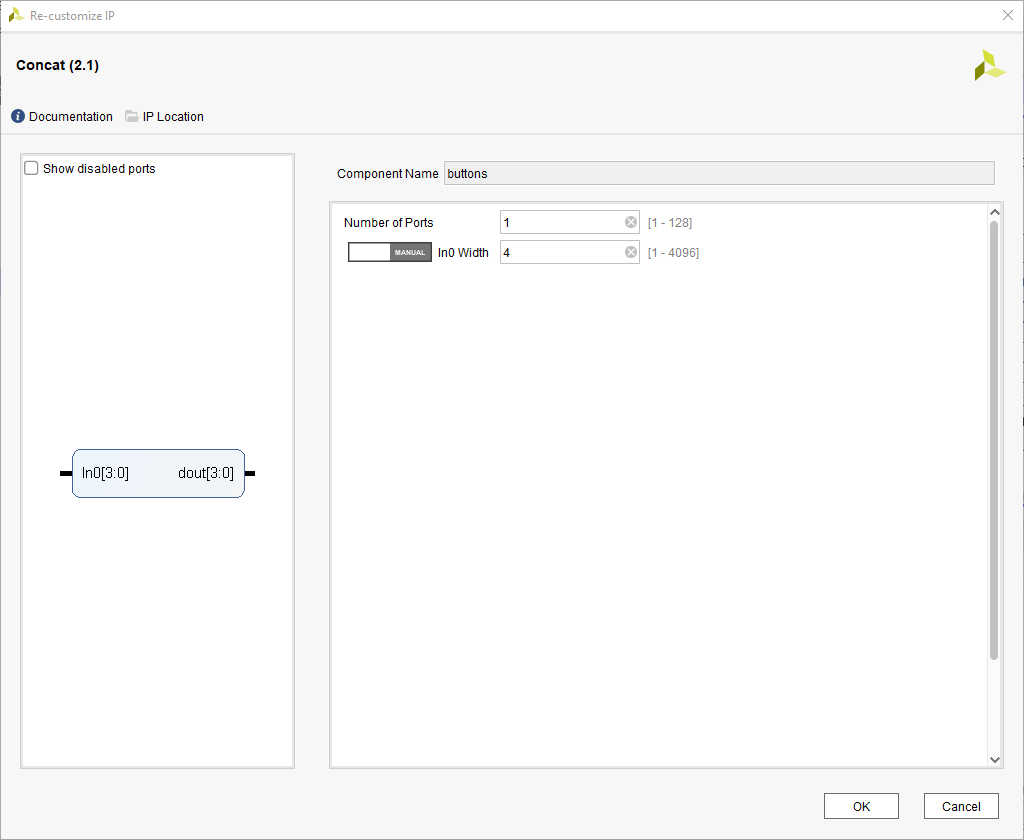 Re-customize IP
Concat (2.1)
i Documentation IP Location
Show disabled ports
In0[3:0] dout[3:0]
Component Name buttons
Number of Ports 1 [1 - 128]
MANUAL In0 Width 4 [1 - 4096]
OK Cancel